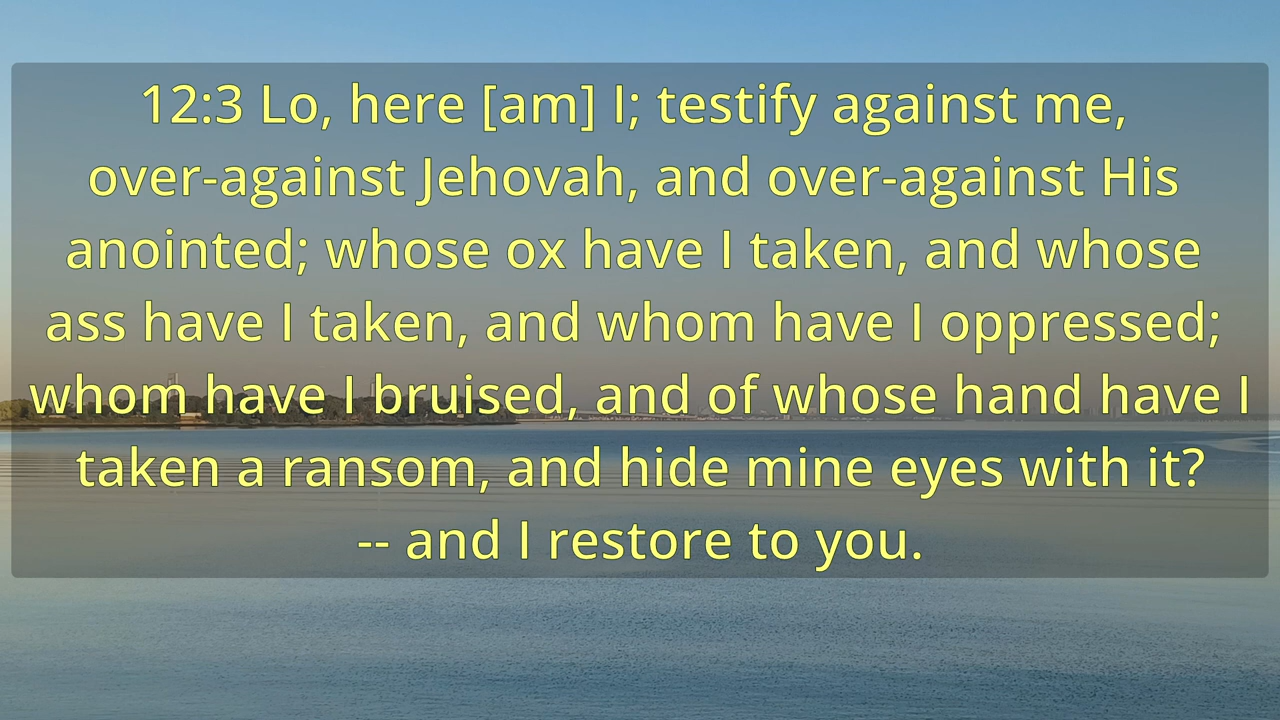 12:3 Lo, here [am] I; testify against me,
over-against Jehovah, and over-against His
anointed; whose ox have I taken, and whose
ass have I taken, and whom have I oppressed;
whom have I bruised, and of whose hand have I
taken a ransom, and hide mine eyes with it?
-- and I restore to you.